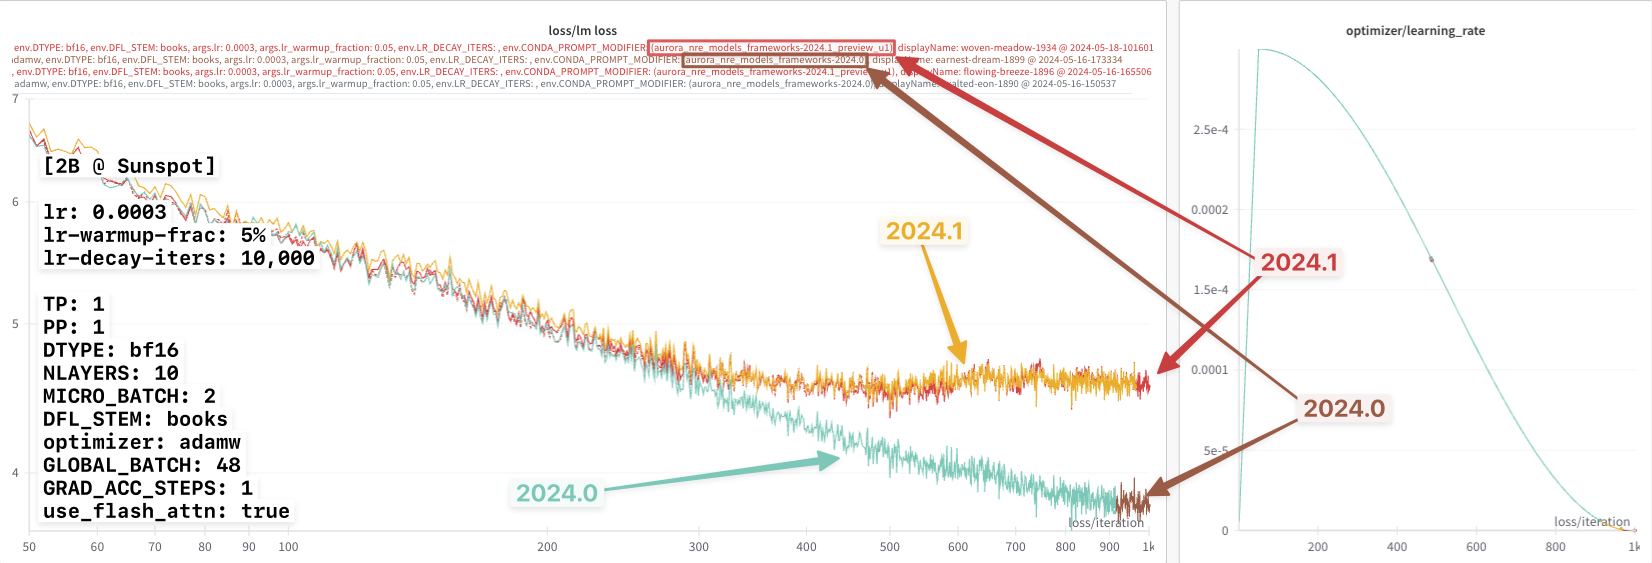 loss/lm loss
env.DTYPE: bf16, env.DFL_STEM: books, args.lr: 0.0003, args.lr_warmup_fraction: 0.05, env.LR_DECAY_ITERS: , env.CONDA_PROMPT_MODIFIER: (aurora_nre_models_frameworks-2024.1_preview_u1), displayName: woven-meadow-1934 @ 2024-05-18-101601
adamw, env.DTYPE: bf16, env.DFL_STEM: books, args.lr: 0.0003, args.lr_warmup_fraction: 0.05, env.LR_DECAY_ITERS: , env.CONDA_PROMPT_MODIFIER: (aurora_nre_models_frameworks-2024.0), displayName: earnest-dream-1899 @ 2024-05-16-173334
, env.DTYPE: bf16, env.DFL_STEM: books, args.lr: 0.0003, args.lr_warmup_fraction: 0.05, env.LR_DECAY_ITERS: , env.CONDA_PROMPT_MODIFIER: (aurora_nre_models_frameworks-2024.1_preview_u1), displayName: flowing-breeze-1896 @ 2024-05-16-165506
adamw, env.DTYPE: bf16, env.DFL_STEM: books, args.lr: 0.0003, args.lr_warmup_fraction: 0.05, env.LR_DECAY_ITERS: , env.CONDA_PROMPT_MODIFIER: (aurora_nre_models_frameworks-2024.0), 1890 @ 2024-05-16-150537
7
6
5
4
[2B @ Sunspot]
lr: 0.0003
lr-warmup-frac: 5%
lr-decay-iters: 10,000
TP: 1
PP: 1
DTYPE: bf16
NLAYERS: 10
MICRO_BATCH: 2
DFL_STEM: books
optimizer: adamw
GLOBAL_BATCH: 48
GRAD_ACC_STEPS: 1
use_flash_attn: true
2024.1
2024.0
loss/iteration
50 60 70 80 90 100 200 300 400 500 600 700 800 900 1k
optimizer/learning_rate
2.5e-4
0.0002
1.5e-4
0.0001
5e-5
0
2024.1
2024.0
loss/iteration
200 400 600 800 1k